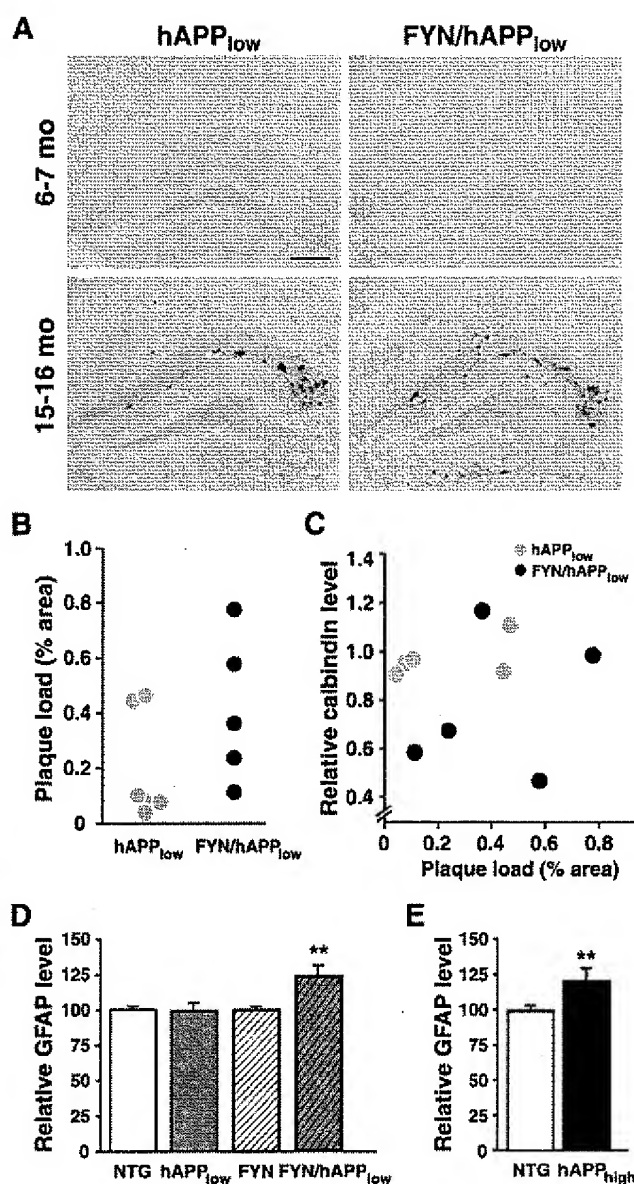 A
hAPPlow
FYN/hAPPlow
6-7 mo
15-16 mo
B
Plaque load (% area)
1.0
0.8
0.6
0.4
0.2
0
hAPPlow
FYN/hAPPlow
C
hAPPlow
FYN/hAPPlow
Relative calbindin level
1.4
1.2
1.0
0.8
0.6
0.4
0
0.2
0.4
0.6
0.8
Plaque load (% area)
D
Relative GFAP level
150
125
100
75
50
25
0
**
NTG
hAPPlow
FYN
FYN/hAPPlow
E
Relative GFAP level
150
125
100
75
50
25
0
**
NTG
hAPPhigh